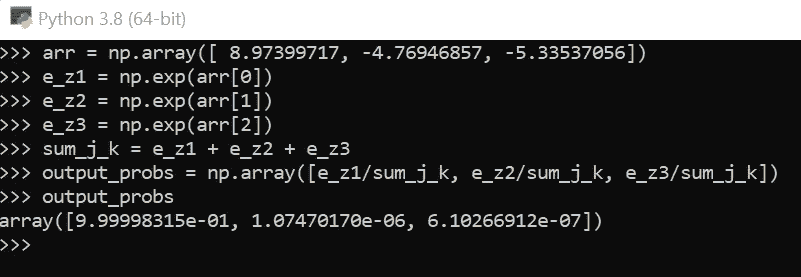 Python 3.8 (64-bit)
>>> arr = np.array([ 8.97399717, -4.76946857, -5.33537056])
>>> e_z1 = np.exp(arr[0])
>>> e_z2 = np.exp(arr[1])
>>> e_z3 = np.exp(arr[2])
>>> sum_j_k = e_z1 + e_z2 + e_z3
>>> output_probs = np.array([e_z1/sum_j_k, e_z2/sum_j_k, e_z3/sum_j_k])
>>> output_probs
array([9.99998315e-01, 1.07470170e-06, 6.10266912e-07])
>>>